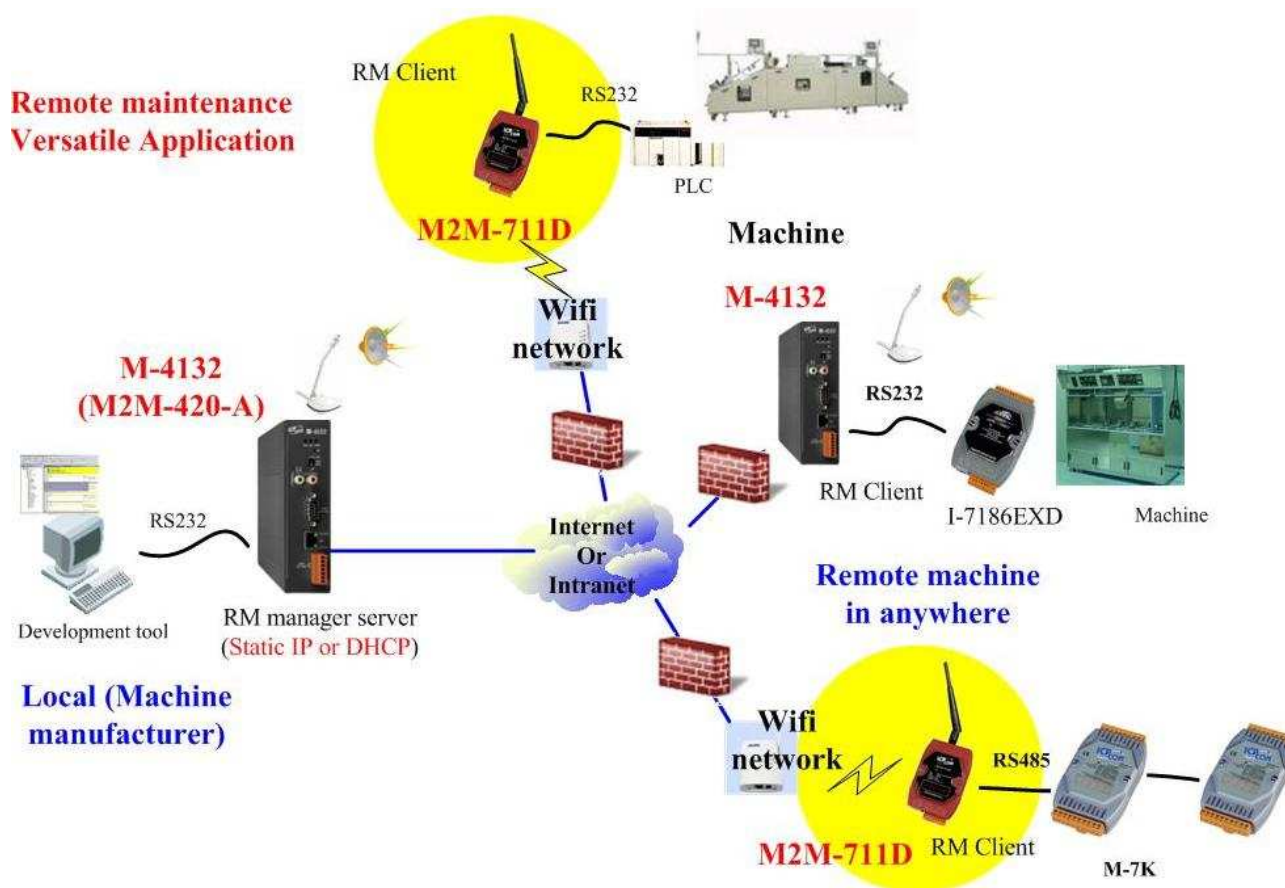 Remote maintenance
Versatile Application
RM Client
RS232
PLC
M2M-711D
Machine
Wifi
network
M-4132
M-4132
(M2M-420-A)
RS232
RM Client
I-7186EXD
Machine
RS232
Development tool
RM manager server
(Static IP or DHCP)
Internet
Or
Intranet
Remote machine
in anywhere
Local (Machine
manufacturer)
Wifi
network
RS485
M2M-711D
RM Client
M-7K
M-4132
M-4132